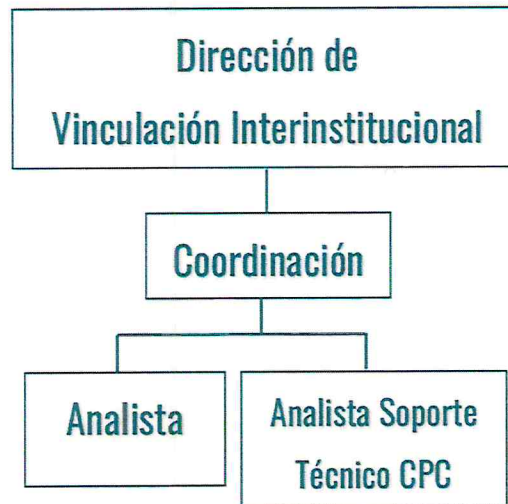 Dirección de
Vinculación Interinstitucional
Coordinación
Analista
Analista Soporte
Técnico CPC